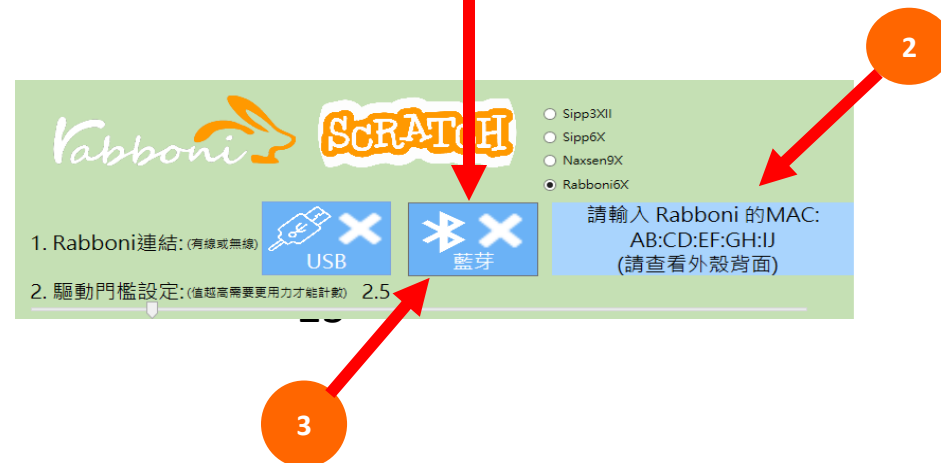 2
rabboni
SCRATCH
Sipp3XII
Sipp6X
Naxsen9X
Rabboni6X
1. Rabboni連結:(有線或無線)
USB
藍芽
請輸入 Rabboni 的MAC:
AB:CD:EF:GH:IJ
(請查看外殼背面)
2. 驅動門檻設定:(值越高需要更用力才能計數) 2.5
3